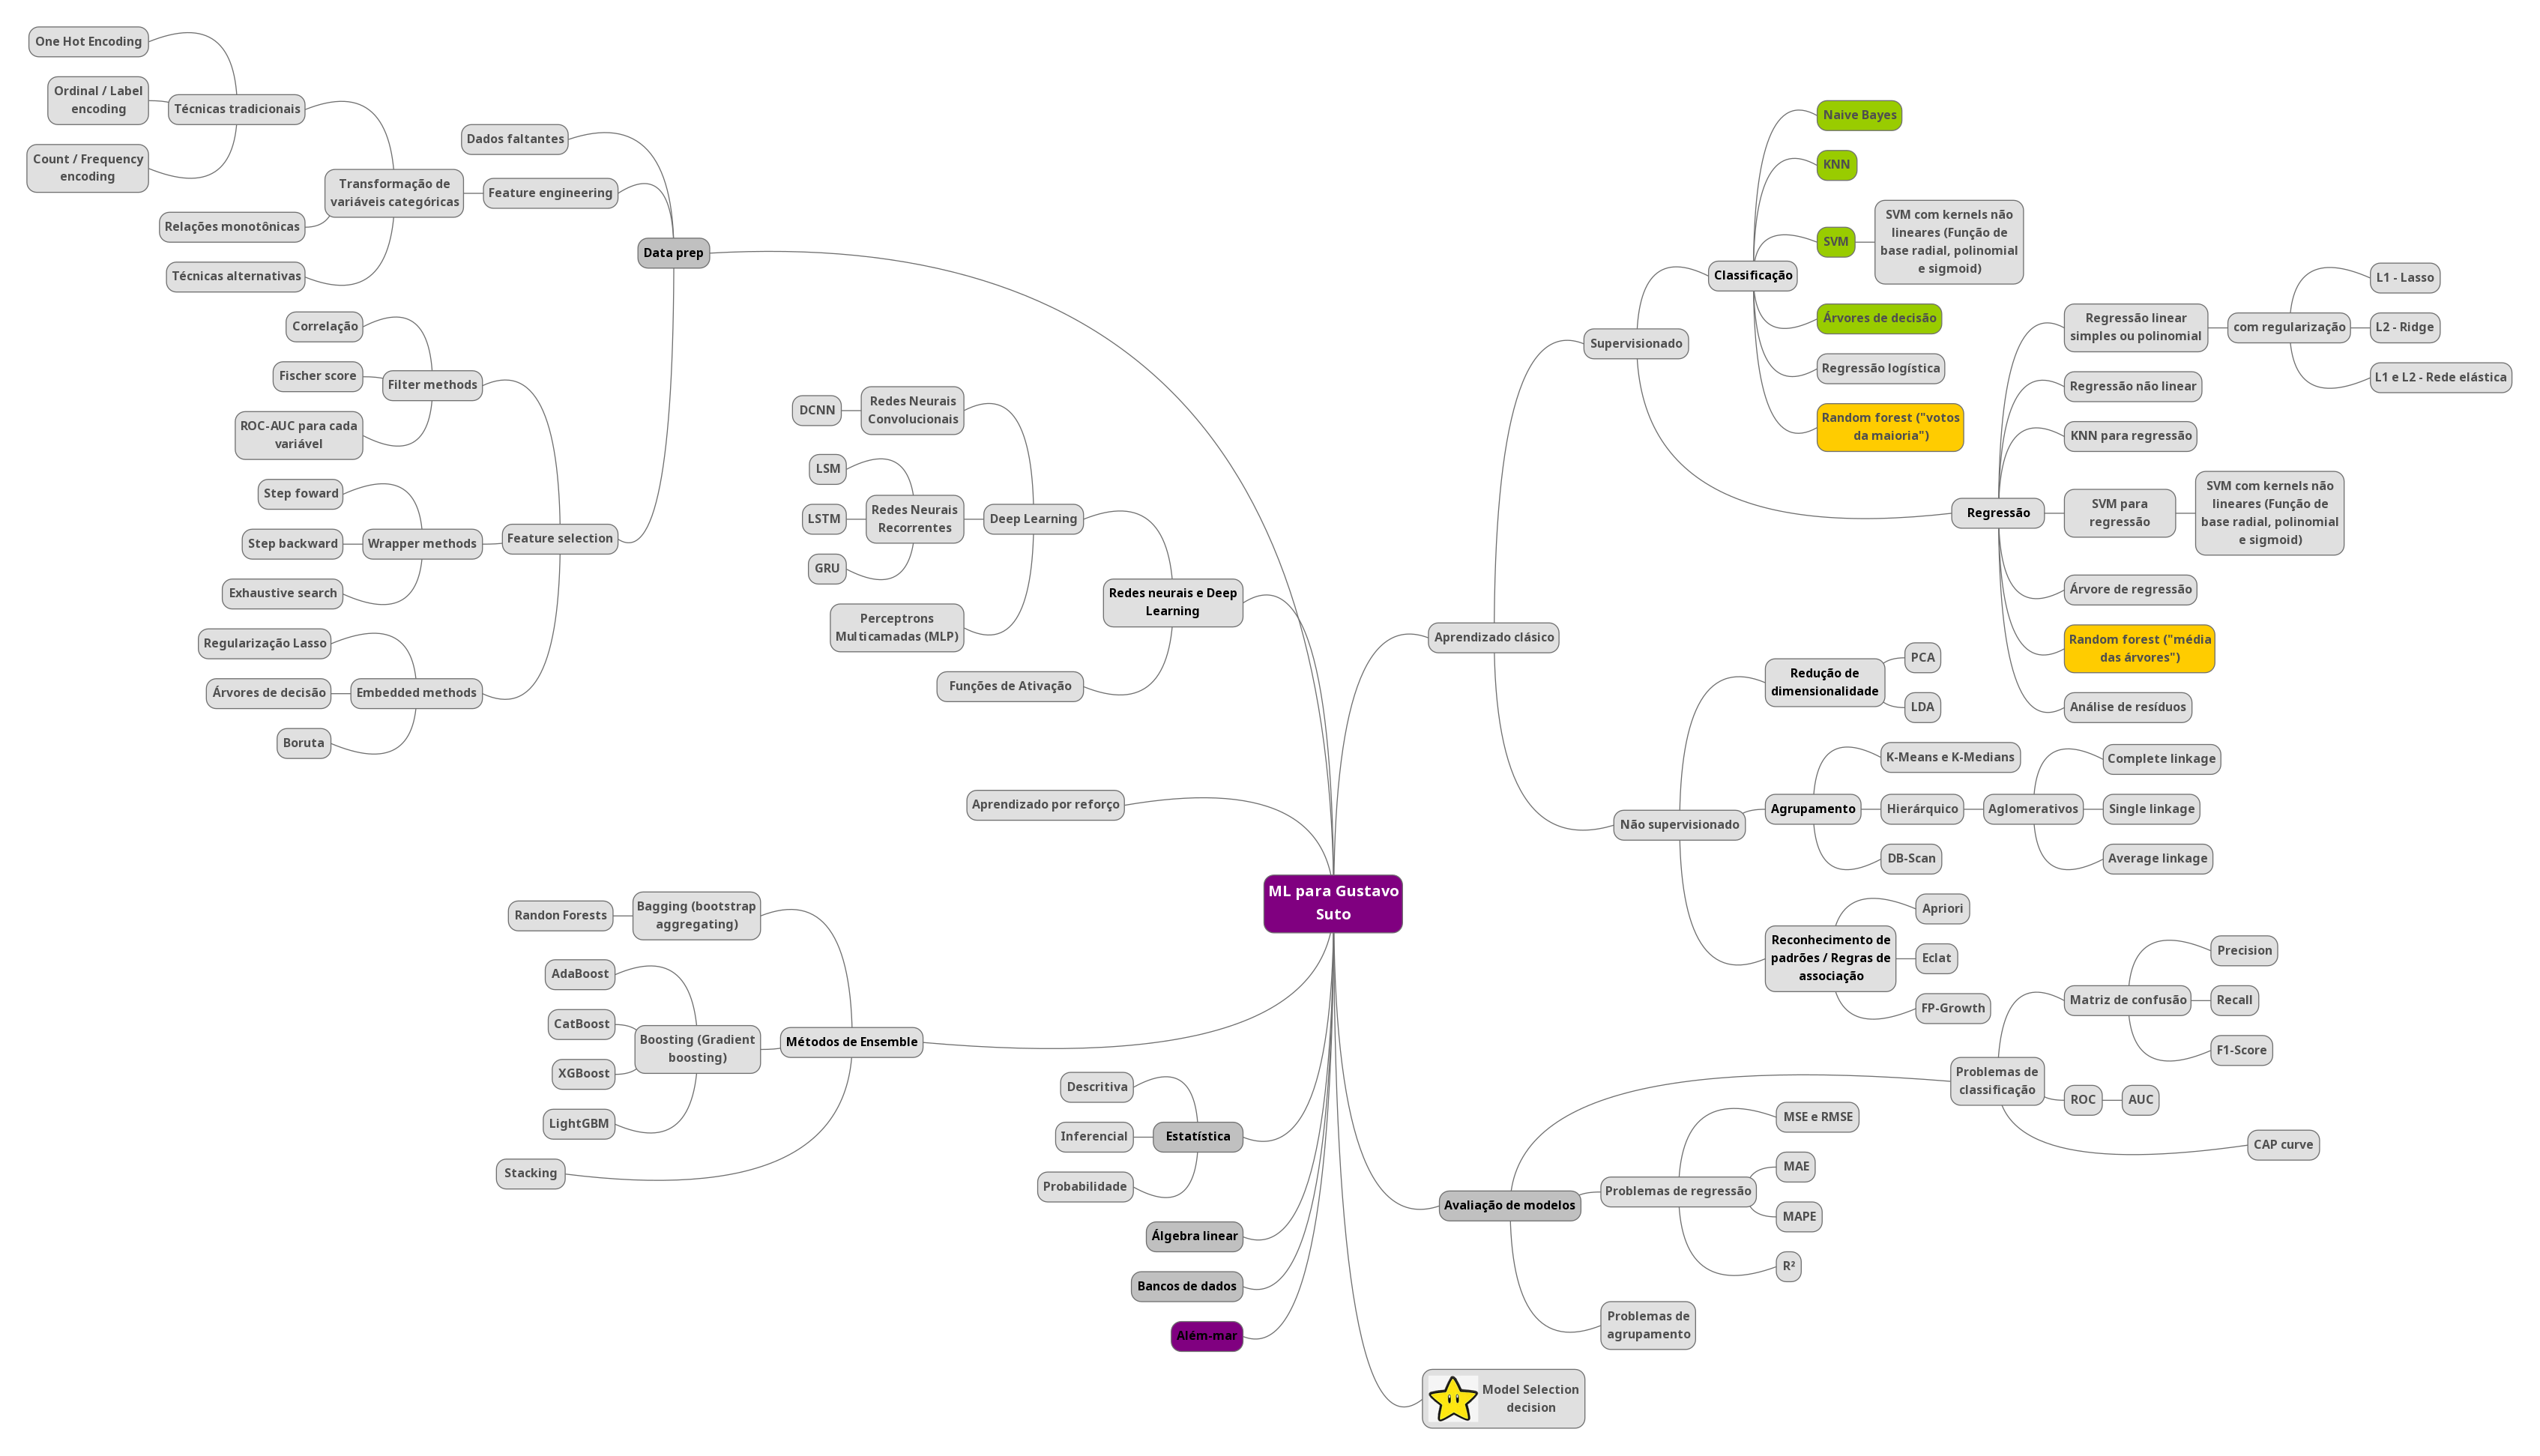 ML para Gustavo
Suto
Data prep
Dados faltantes
Feature engineering
Transformação de
variáveis categóricas
Técnicas tradicionais
One Hot Encoding
Ordinal / Label
encoding
Count / Frequency
encoding
Relações monotônicas
Técnicas alternativas
Feature selection
Filter methods
Correlação
Fischer score
ROC-AUC para cada
variável
Wrapper methods
Step foward
Step backward
Exhaustive search
Embedded methods
Regularização Lasso
Árvores de decisão
Boruta
Redes neurais e Deep
Learning
Deep Learning
Redes Neurais
Convolucionais
DCNN
Redes Neurais
Recorrentes
LSM
LSTM
GRU
Perceptrons
Multicamadas (MLP)
Funções de Ativação
Aprendizado por reforço
Métodos de Ensemble
Bagging (bootstrap
aggregating)
Randon Forests
Boosting (Gradient
boosting)
AdaBoost
CatBoost
XGBoost
LightGBM
Stacking
Estatística
Descritiva
Inferencial
Probabilidade
Álgebra linear
Bancos de dados
Além-mar
Aprendizado clásico
Supervisionado
Classificação
Naive Bayes
KNN
SVM
SVM com kernels não
lineares (Função de
base radial, polinomial
e sigmoid)
Árvores de decisão
Regressão logística
Random forest ("votos
da maioria")
Regressão
Regressão linear
simples ou polinomial
com regularização
L1 - Lasso
L2 - Ridge
L1 e L2 - Rede elástica
Regressão não linear
KNN para regressão
SVM para
regressão
SVM com kernels não
lineares (Função de
base radial, polinomial
e sigmoid)
Árvore de regressão
Random forest ("média
das árvores")
Análise de resíduos
Não supervisionado
Redução de
dimensionalidade
PCA
LDA
Agrupamento
K-Means e K-Medians
Hierárquico
Aglomerativos
Complete linkage
Single linkage
Average linkage
DB-Scan
Reconhecimento de
padrões / Regras de
associação
Apriori
Eclat
FP-Growth
Avaliação de modelos
Problemas de
classificação
Matriz de confusão
Precision
Recall
F1-Score
ROC
AUC
CAP curve
Problemas de regressão
MSE e RMSE
MAE
MAPE
R²
Problemas de
agrupamento
Model Selection
decision